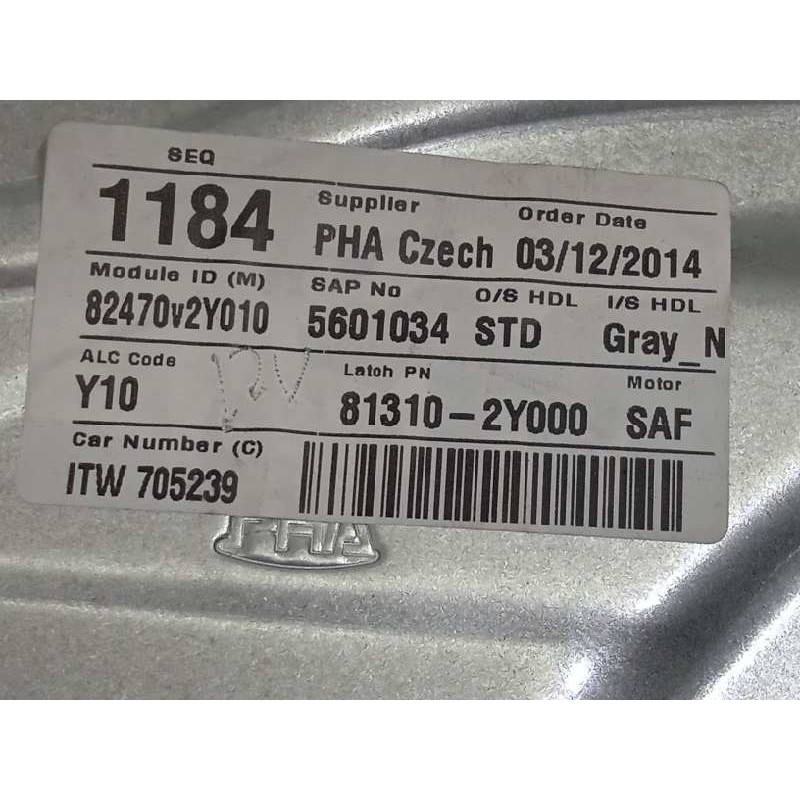 SEQ
1184
Supplier
PHA Czech
Order Date
03/12/2014
Module ID (M)
82470v2Y010
SAP No
5601034
O/S HDL
STD
I/S HDL
Gray_N
ALC Code
Y10
Latch PN
81310-2Y000
Motor
SAF
Car Number (C)
ITW 705239
PHA